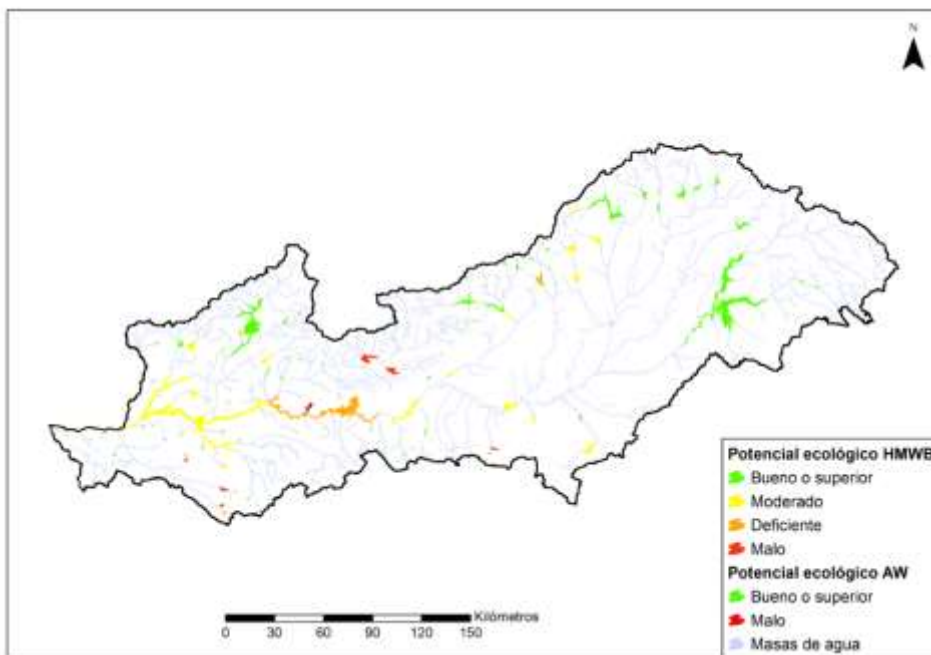 N
Potencial ecológico HMWB
Bueno o superior
Moderado
Deficiente
Malo
Potencial ecológico AW
Bueno o superior
Malo
Masas de agua
Kilómetros
0 30 60 90 120 150